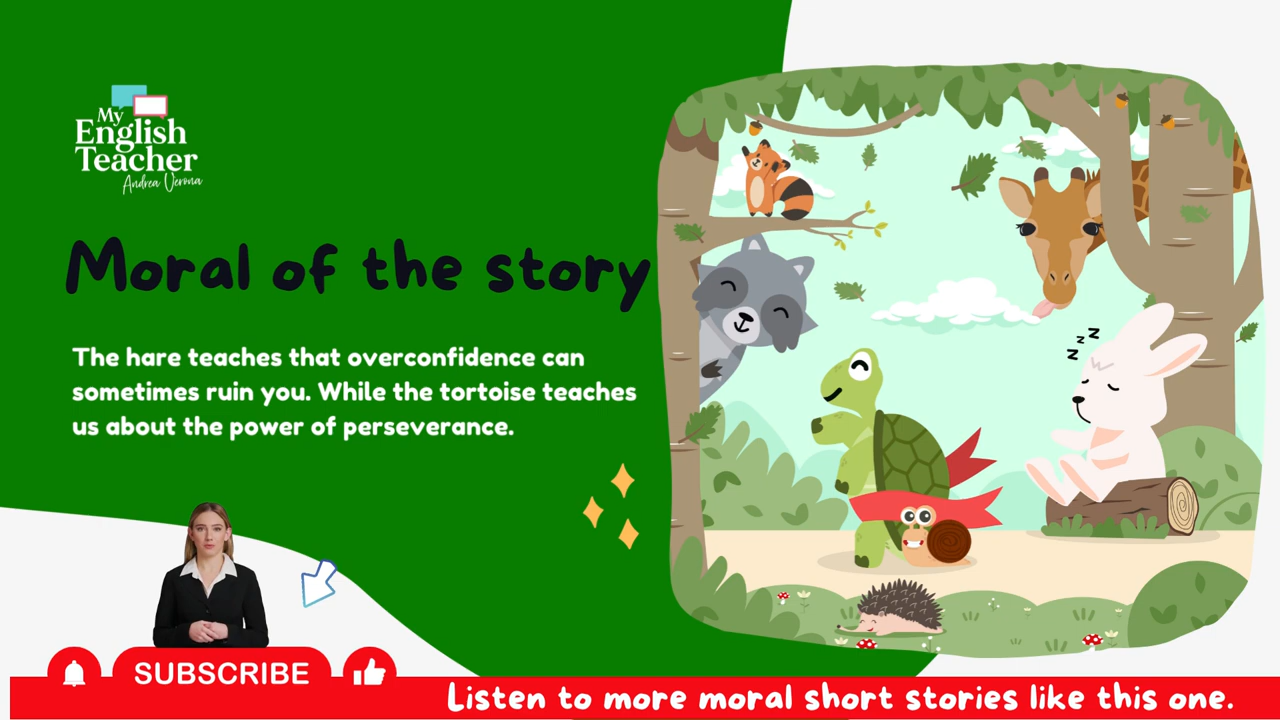 My
English
Teacher
Andrea Verona
Moral of the story
The hare teaches that overconfidence can
sometimes ruin you. While the tortoise teaches
us about the power of perseverance.
z z z
SUBSCRIBE
Listen to more moral short stories like this one.